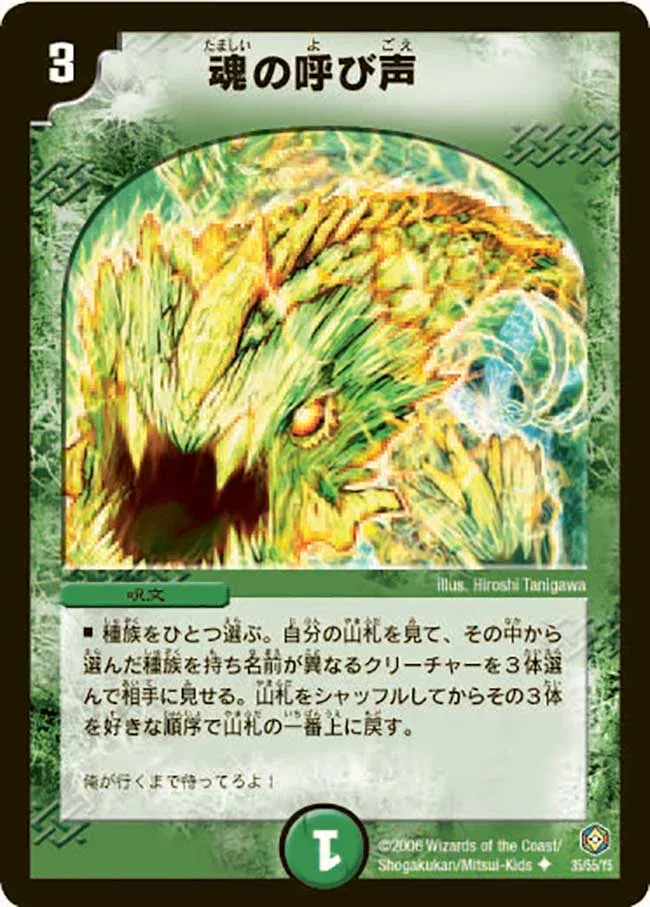 3
たましい よ ごえ
魂の呼び声
illus. Hiroshi Tanigawa
呪文
■ 種族をひとつ選ぶ。自分の山札を見て、その中から
選んだ種族を持ち名前が異なるクリーチャーを3体選
んで相手に見せる。山札をシャッフルしてからその3体
を好きな順序で山札の一番上に戻す。
俺が行くまで待ってろよ!
1
©2006 Wizards of the Coast/
Shogakukan/Mitsui-Kids ◆ 35/55/Y5